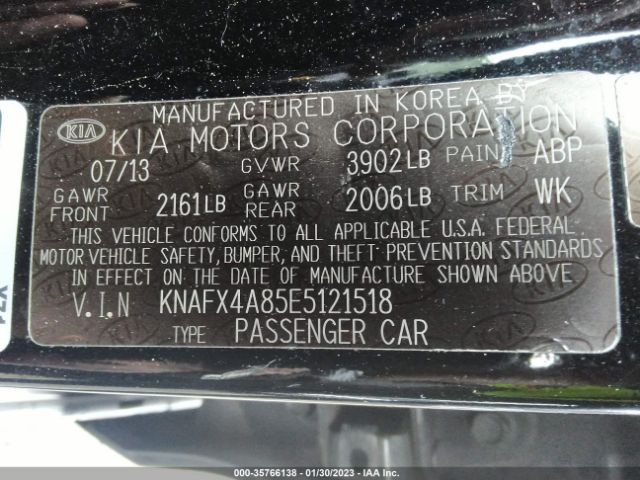 MANUFACTURED IN KOREA BY
KIA KIA MOTORS CORPORATION
07/13 GVWR 3902LB PAINT ABP
GAWR FRONT 2161LB GAWR REAR 2006LB TRIM WK
THIS VEHICLE CONFORMS TO ALL APPLICABLE U.S.A. FEDERAL
MOTOR VEHICLE SAFETY, BUMPER, AND THEFT PREVENTION STANDARDS
IN EFFECT ON THE DATE OF MANUFACTURE SHOWN ABOVE.
V.I.N KNAFX4A85E5121518
TYPE PASSENGER CAR
000-35766138 - 01/30/2023 - IAA Inc.